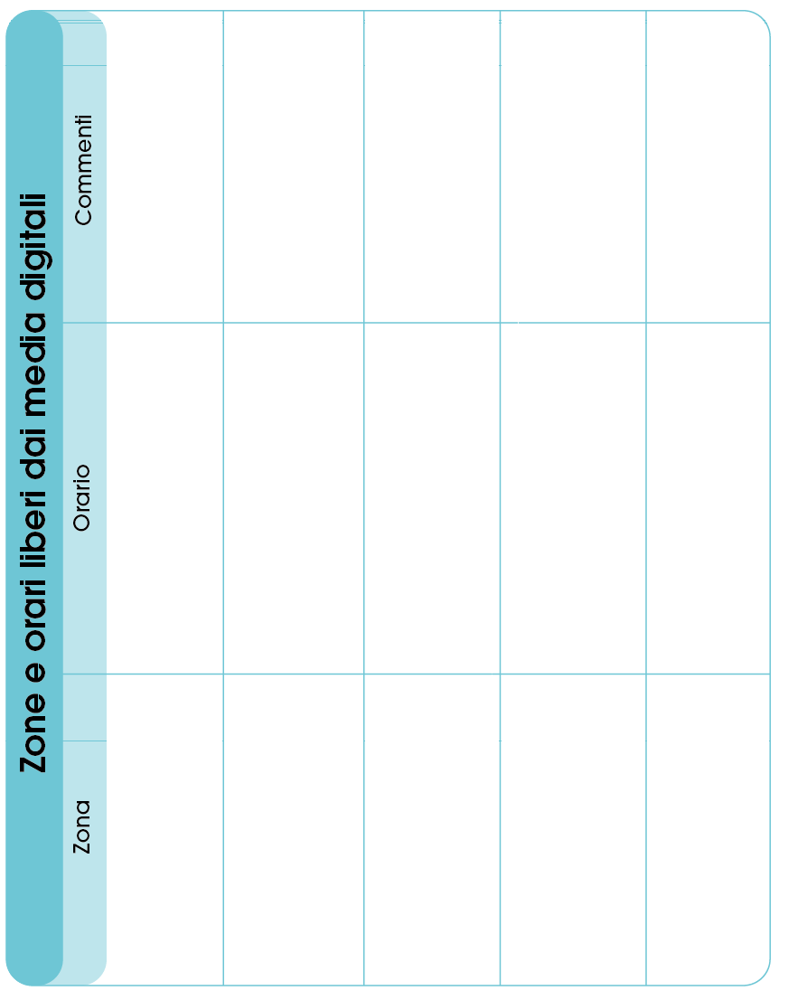 Zone e orari liberi dai media digitali
Zona
Orario
Commenti